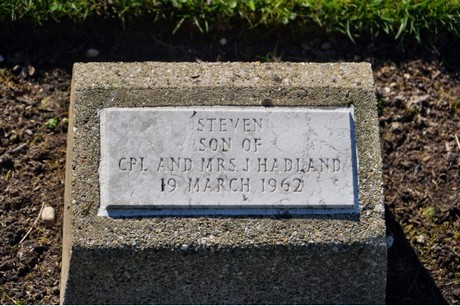 STEVEN
SON OF
CPL AND MRS J HADLAND
19 MARCH 1962